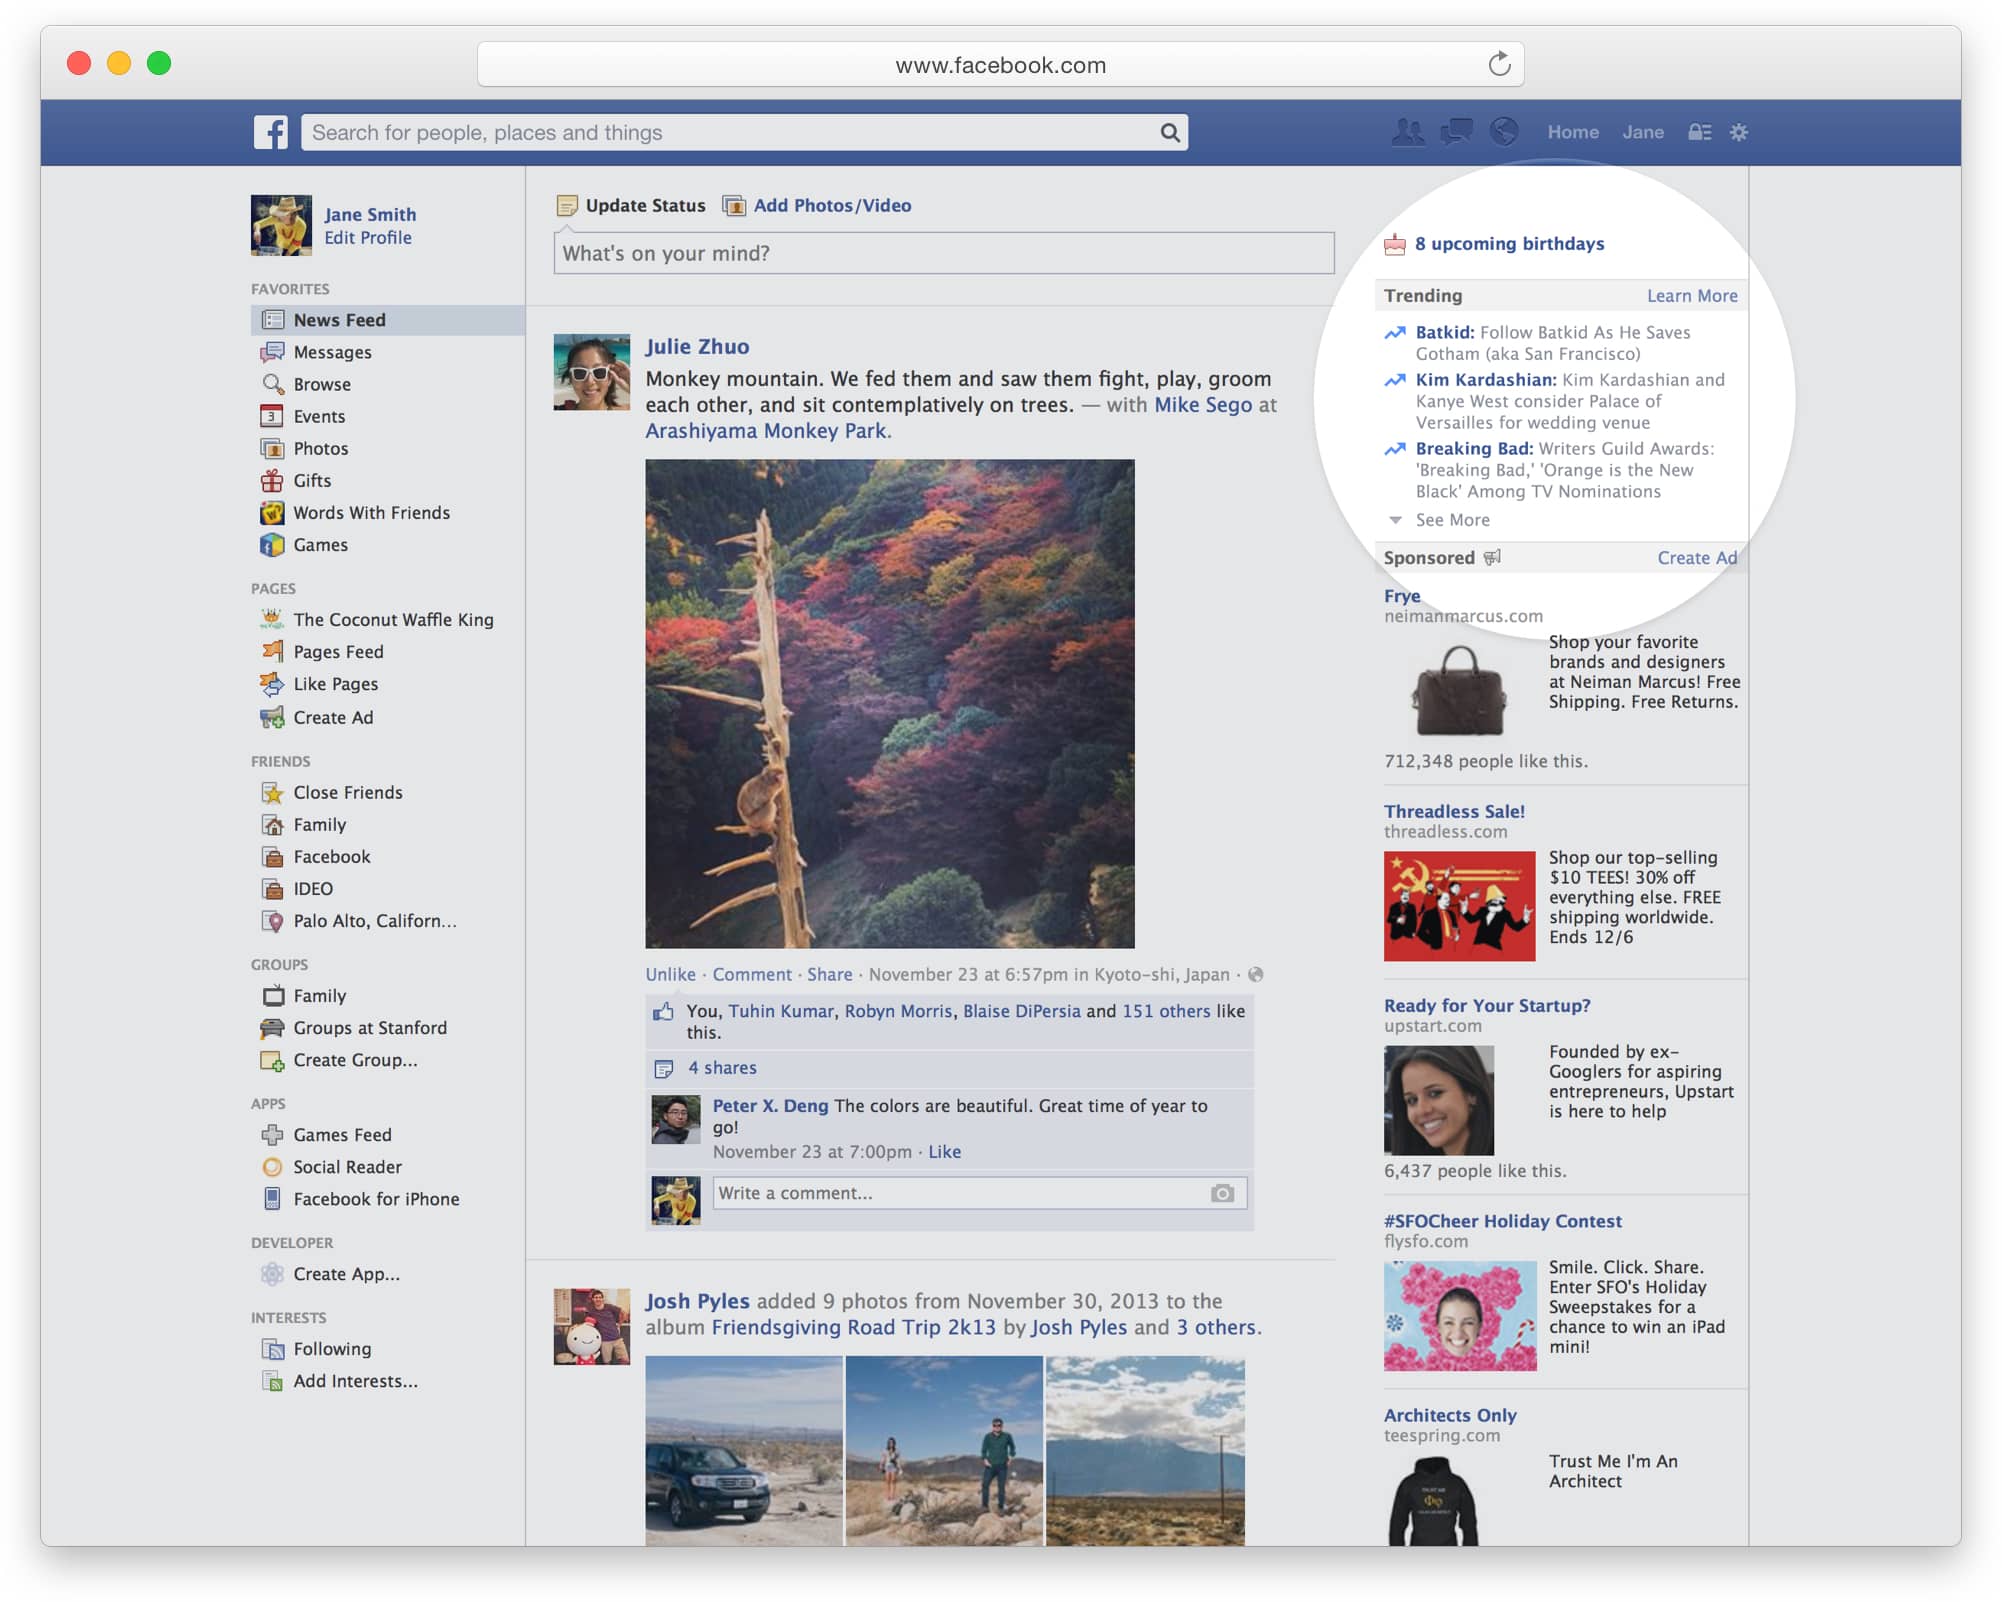 www.facebook.com
Search for people, places and things
Home
Jane
Jane Smith
Edit Profile
FAVORITES
News Feed
Messages
Browse
3
Events
Photos
Gifts
Words With Friends
Games
PAGES
The Coconut Waffle King
Pages Feed
Like Pages
Create Ad
FRIENDS
Close Friends
Family
Facebook
IDEO
Palo Alto, Californ...
GROUPS
Family
Groups at Stanford
Create Group...
APPS
Games Feed
Social Reader
Facebook for iPhone
DEVELOPER
Create App...
INTERESTS
Following
Add Interests...
Update Status
Add Photos/Video
What's on your mind?
Julie Zhuo
Monkey mountain. We fed them and saw them fight, play, groom
each other, and sit contemplatively on trees. — with Mike Sego at
Arashiyama Monkey Park.
Unlike · Comment · Share · November 23 at 6:57pm in Kyoto-shi, Japan ·
You, Tuhin Kumar, Robyn Morris, Blaise DiPersia and 151 others like
this.
4 shares
Peter X. Deng The colors are beautiful. Great time of year to
go!
November 23 at 7:00pm · Like
Write a comment...
Josh Pyles added 9 photos from November 30, 2013 to the
album Friendsgiving Road Trip 2k13 by Josh Pyles and 3 others.
8 upcoming birthdays
Trending
Learn More
Batkid: Follow Batkid As He Saves
Gotham (aka San Francisco)
Kim Kardashian: Kim Kardashian and
Kanye West consider Palace of
Versailles for wedding venue
Breaking Bad: Writers Guild Awards:
'Breaking Bad,' 'Orange is the New
Black' Among TV Nominations
See More
Sponsored
Create Ad
Frye
neimanmarcus.com
Shop your favorite
brands and designers
at Neiman Marcus! Free
Shipping. Free Returns.
712,348 people like this.
Threadless Sale!
threadless.com
Shop our top-selling
$10 TEES! 30% off
everything else. FREE
shipping worldwide.
Ends 12/6
Ready for Your Startup?
upstart.com
Founded by ex-
Googlers for aspiring
entrepreneurs, Upstart
is here to help
6,437 people like this.
#SFOCheer Holiday Contest
flysfo.com
Smile. Click. Share.
Enter SFO's Holiday
Sweepstakes for a
chance to win an iPad
mini!
Architects Only
teespring.com
Trust Me I'm An
Architect